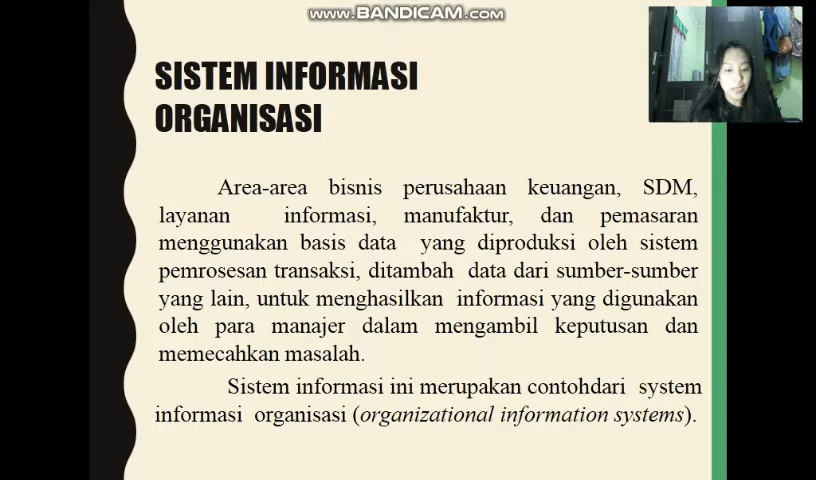 www.BANDICAM.com
SISTEM INFORMASI
ORGANISASI
Area-area bisnis perusahaan keuangan, SDM,
layanan informasi, manufaktur, dan pemasaran
menggunakan basis data yang diproduksi oleh sistem
pemrosesan transaksi, ditambah data dari sumber-sumber
yang lain, untuk menghasilkan informasi yang digunakan
oleh para manajer dalam mengambil keputusan dan
memecahkan masalah.
Sistem informasi ini merupakan contohdari system
informasi organisasi (organizational information systems).